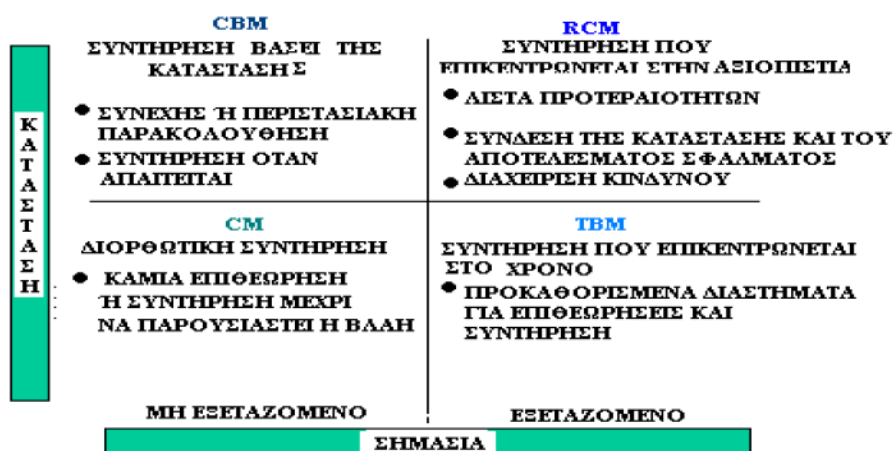 CBM
ΣΥΝΤΗΡΗΣΗ ΒΑΣΕΙ ΤΗΣ
ΚΑΤΑΣΤΑΣΗΣ
ΣΥΝΕΧΗΣ Ή ΠΕΡΙΣΤΑΣΙΑΚΗ
ΠΑΡΑΚΟΛΟΥΘΗΣΗ
ΣΥΝΤΗΡΗΣΗ ΟΤΑΝ
ΑΠΑΙΤΕΙΤΑΙ
RCM
ΣΥΝΤΗΡΗΣΗ ΠΟΥ
ΕΠΙΚΕΝΤΡΩΝΕΤΑΙ ΣΤΗΝ ΑΞΙΟΠΙΣΤΙΑ
ΛΙΣΤΑ ΠΡΟΤΕΡΑΙΟΤΗΤΩΝ
ΣΥΝΔΕΣΗ ΤΗΣ ΚΑΤΑΣΤΑΣΗΣ ΚΑΙ ΤΟΥ
ΑΠΟΤΕΛΕΣΜΑΤΟΣ ΣΦΑΛΜΑΤΟΣ
ΔΙΑΧΕΙΡΙΣΗ ΚΙΝΔΥΝΟΥ
ΚΑΤΑΣΤΑΣΗ
CM
ΔΙΟΡΘΩΤΙΚΗ ΣΥΝΤΗΡΗΣΗ
ΚΑΜΙΑ ΕΠΙΘΕΩΡΗΣΗ
Ή ΣΥΝΤΗΡΗΣΗ ΜΕΧΡΙ
ΝΑ ΠΑΡΟΥΣΙΑΣΤΕΙ Η ΒΛΑΗ
TBM
ΣΥΝΤΗΡΗΣΗ ΠΟΥ ΕΠΙΚΕΝΤΡΩΝΕΤΑΙ
ΣΤΟ ΧΡΟΝΟ
ΠΡΟΚΑΘΟΡΙΣΜΕΝΑ ΔΙΑΣΤΗΜΑΤΑ
ΓΙΑ ΕΠΙΘΕΩΡΗΣΕΙΣ ΚΑΙ
ΣΥΝΤΗΡΗΣΗ
ΜΗ ΕΞΕΤΑΖΟΜΕΝΟ
ΕΞΕΤΑΖΟΜΕΝΟ
ΣΗΜΑΣΙΑ